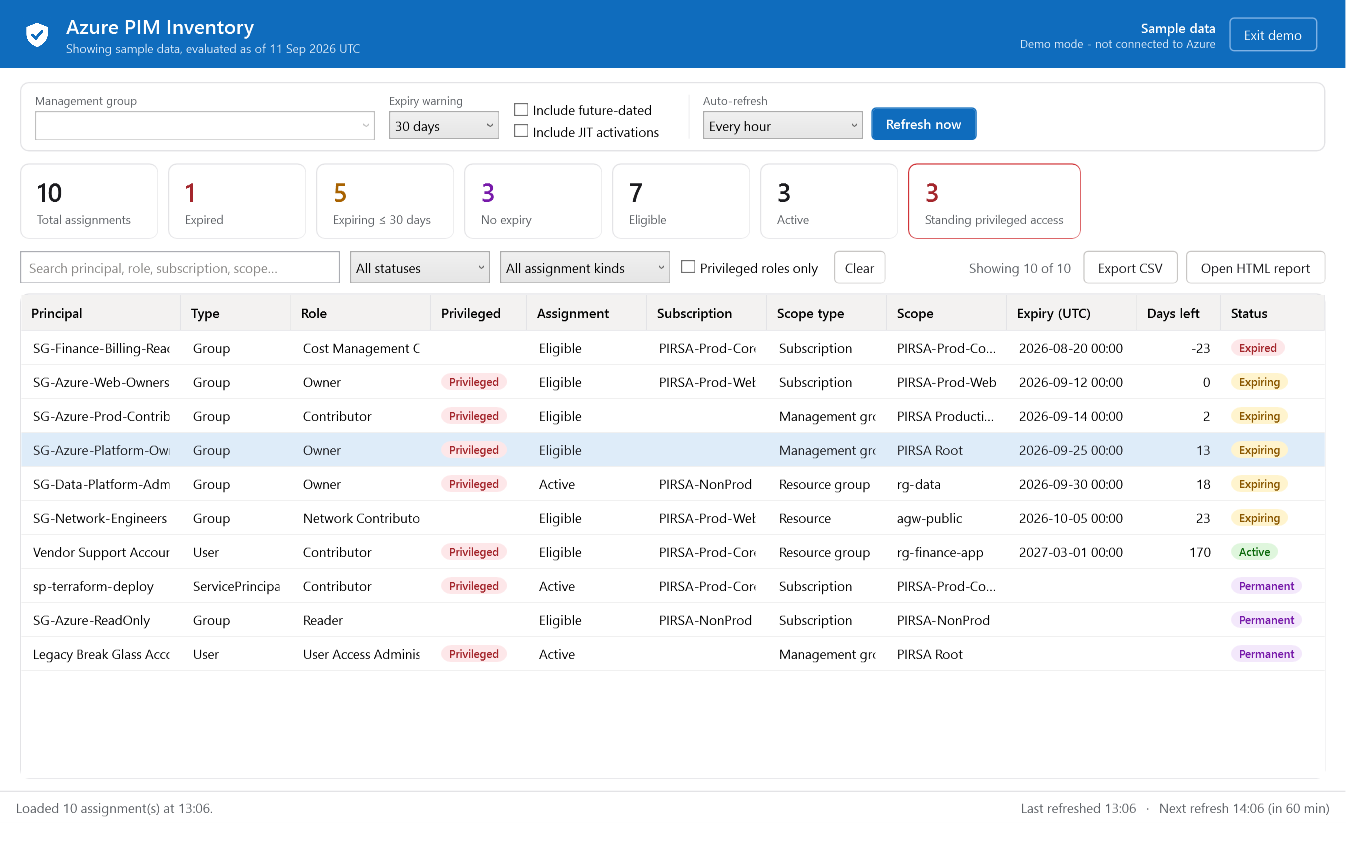 Azure PIM Inventory
Showing sample data, evaluated as of 11 Sep 2026 UTC
Sample data
Demo mode - not connected to Azure
Exit demo
Management group
Expiry warning
30 days
Include future-dated
Include JIT activations
Auto-refresh
Every hour
Refresh now
10
Total assignments
1
Expired
5
Expiring ≤ 30 days
3
No expiry
7
Eligible
3
Active
3
Standing privileged access
Search principal, role, subscription, scope...
All statuses
All assignment kinds
Privileged roles only
Clear
Showing 10 of 10
Export CSV
Open HTML report
Principal Type Role Privileged Assignment Subscription Scope type Scope Expiry (UTC) Days left Status
SG-Finance-Billing-Reac Group Cost Management C Eligible PIRSA-Prod-Core Subscription PIRSA-Prod-Co... 2026-08-20 00:00 -23 Expired
SG-Azure-Web-Owners Group Owner Privileged Eligible PIRSA-Prod-Web Subscription PIRSA-Prod-Web 2026-09-12 00:00 0 Expiring
SG-Azure-Prod-Contrib Group Contributor Privileged Eligible Management gr PIRSA Producti... 2026-09-14 00:00 2 Expiring
SG-Azure-Platform-Ow Group Owner Privileged Eligible Management gr PIRSA Root 2026-09-25 00:00 13 Expiring
SG-Data-Platform-Adm Group Owner Privileged Active PIRSA-NonProd Resource group rg-data 2026-09-30 00:00 18 Expiring
SG-Network-Engineers Group Network Contributo Eligible PIRSA-Prod-Web Resource agw-public 2026-10-05 00:00 23 Expiring
Vendor Support Accour User Contributor Privileged Eligible PIRSA-Prod-Core Resource group rg-finance-app 2027-03-01 00:00 170 Active
sp-terraform-deploy ServicePrincipa Contributor Privileged Active PIRSA-Prod-Core Subscription PIRSA-Prod-Co... Permanent
SG-Azure-ReadOnly Group Reader Eligible PIRSA-NonProd Subscription PIRSA-NonProd Permanent
Legacy Break Glass Acco User User Access Adminis Privileged Active Management gr PIRSA Root Permanent
Loaded 10 assignment(s) at 13:06.
Last refreshed 13:06 · Next refresh 14:06 (in 60 min)